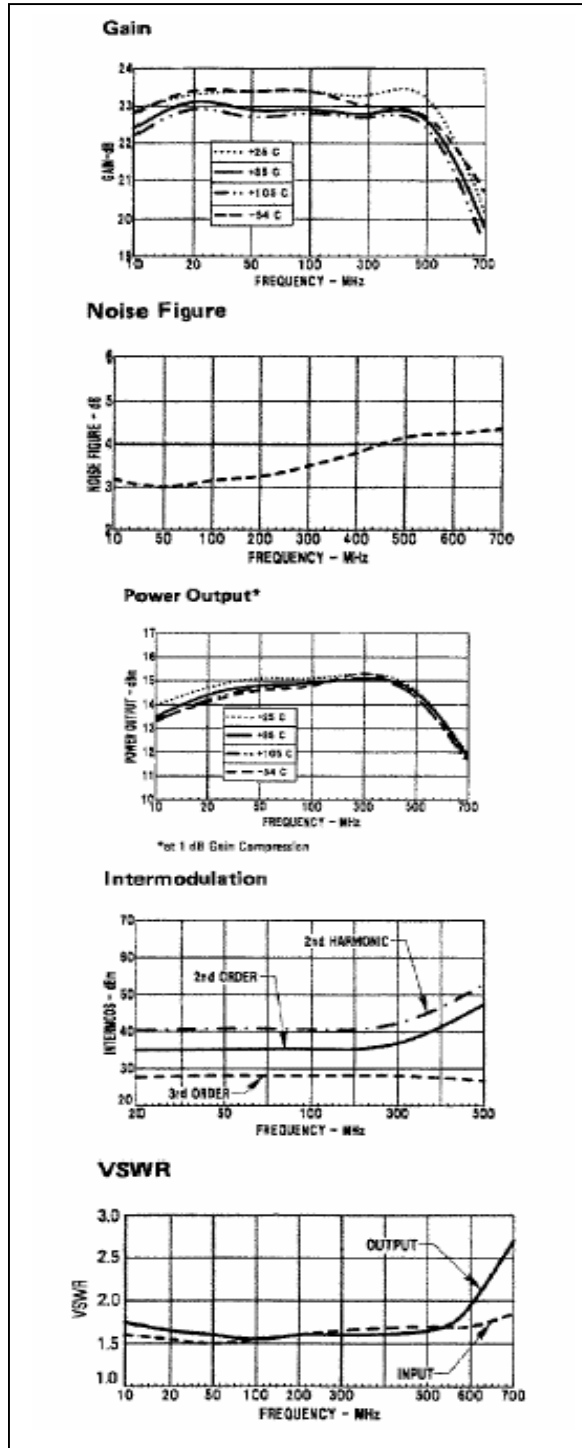 Gain
24
23
22
21
20
19
GAIN-dB
+25 C
+85 C
+105 C
-54 C
10 20 50 100 300 500 700
FREQUENCY - MHz
Noise Figure
6
5
4
3
2
NOISE FIGURE - dB
10 50 100 200 300 400 500 600 700
FREQUENCY - MHz
Power Output*
17
16
15
14
13
12
11
10
POWER OUTPUT - dBm
+25 C
+85 C
+105 C
-54 C
10 20 50 100 300 500 700
FREQUENCY - MHz
*at 1 dB Gain Compression
Intermodulation
70
60
50
40
30
20
INTERMODS - dBm
2nd HARMONIC
2nd ORDER
3rd ORDER
20 50 100 300 500
FREQUENCY - MHz
VSWR
3.0
2.5
2.0
1.5
1.0
VSWR
OUTPUT
INPUT
10 20 50 100 200 300 500 600 700
FREQUENCY - MHz